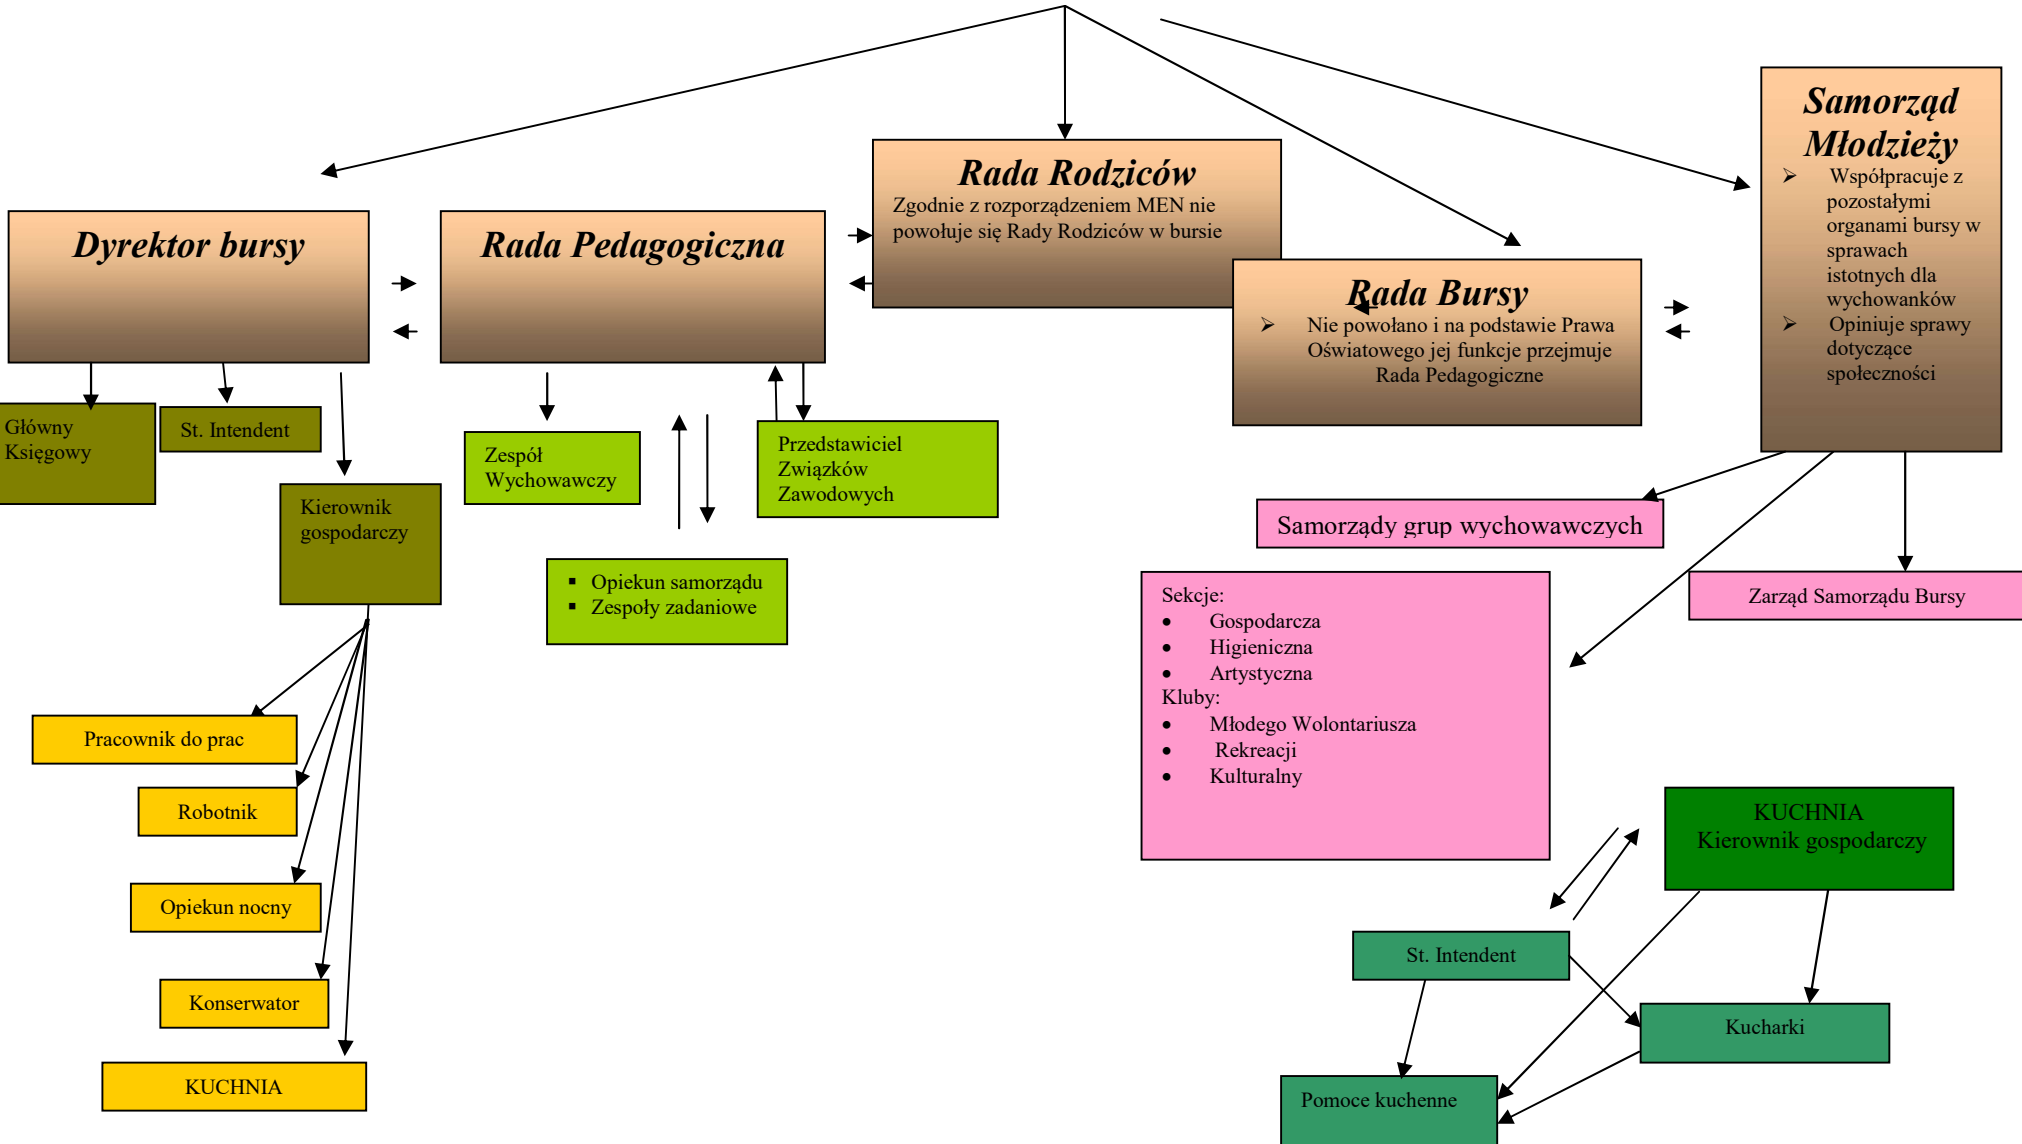 Samorząd
Młodzieży
➢ Współpracuje z
pozostałymi
organami bursy w
sprawach
istotnych dla
wychowanków
➢ Opiniuje sprawy
dotyczące
społeczności
Rada Rodziców
Zgodnie z rozporządzeniem MEN nie
powołuje się Rady Rodziców w bursie
Dyrektor bursy
Rada Pedagogiczna
Rada Bursy
➢ Nie powołano i na podstawie Prawa
Oświatowego jej funkcje przejmuje
Rada Pedagogiczne
Główny
Księgowy
St. Intendent
Kierownik
gospodarczy
Zespół
Wychowawczy
Przedstawiciel
Związków
Zawodowych
▪ Opiekun samorządu
▪ Zespoły zadaniowe
Samorządy grup wychowawczych
Zarząd Samorządu Bursy
Sekcje:
• Gospodarcza
• Higieniczna
• Artystyczna
Kluby:
• Młodego Wolontariusza
• Rekreacji
• Kulturalny
Pracownik do prac
Robotnik
Opiekun nocny
Konserwator
KUCHNIA
KUCHNIA
Kierownik gospodarczy
St. Intendent
Kucharki
Pomoce kuchenne